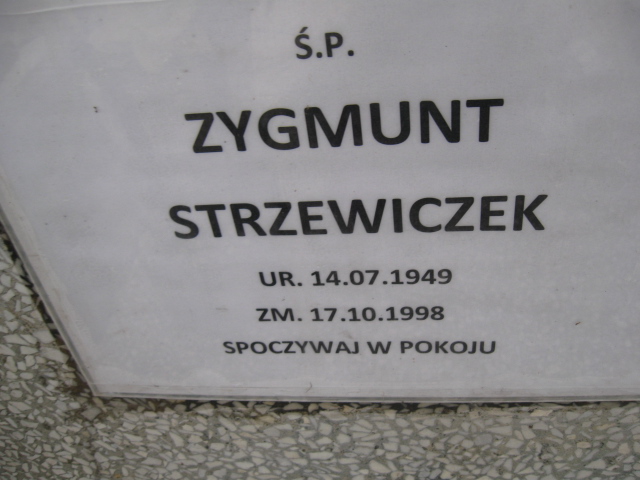 Ś.P.
ZYGMUNT
STRZEWICZEK
UR. 14.07.1949
ZM. 17.10.1998
SPOCZYWAJ W POKOJU